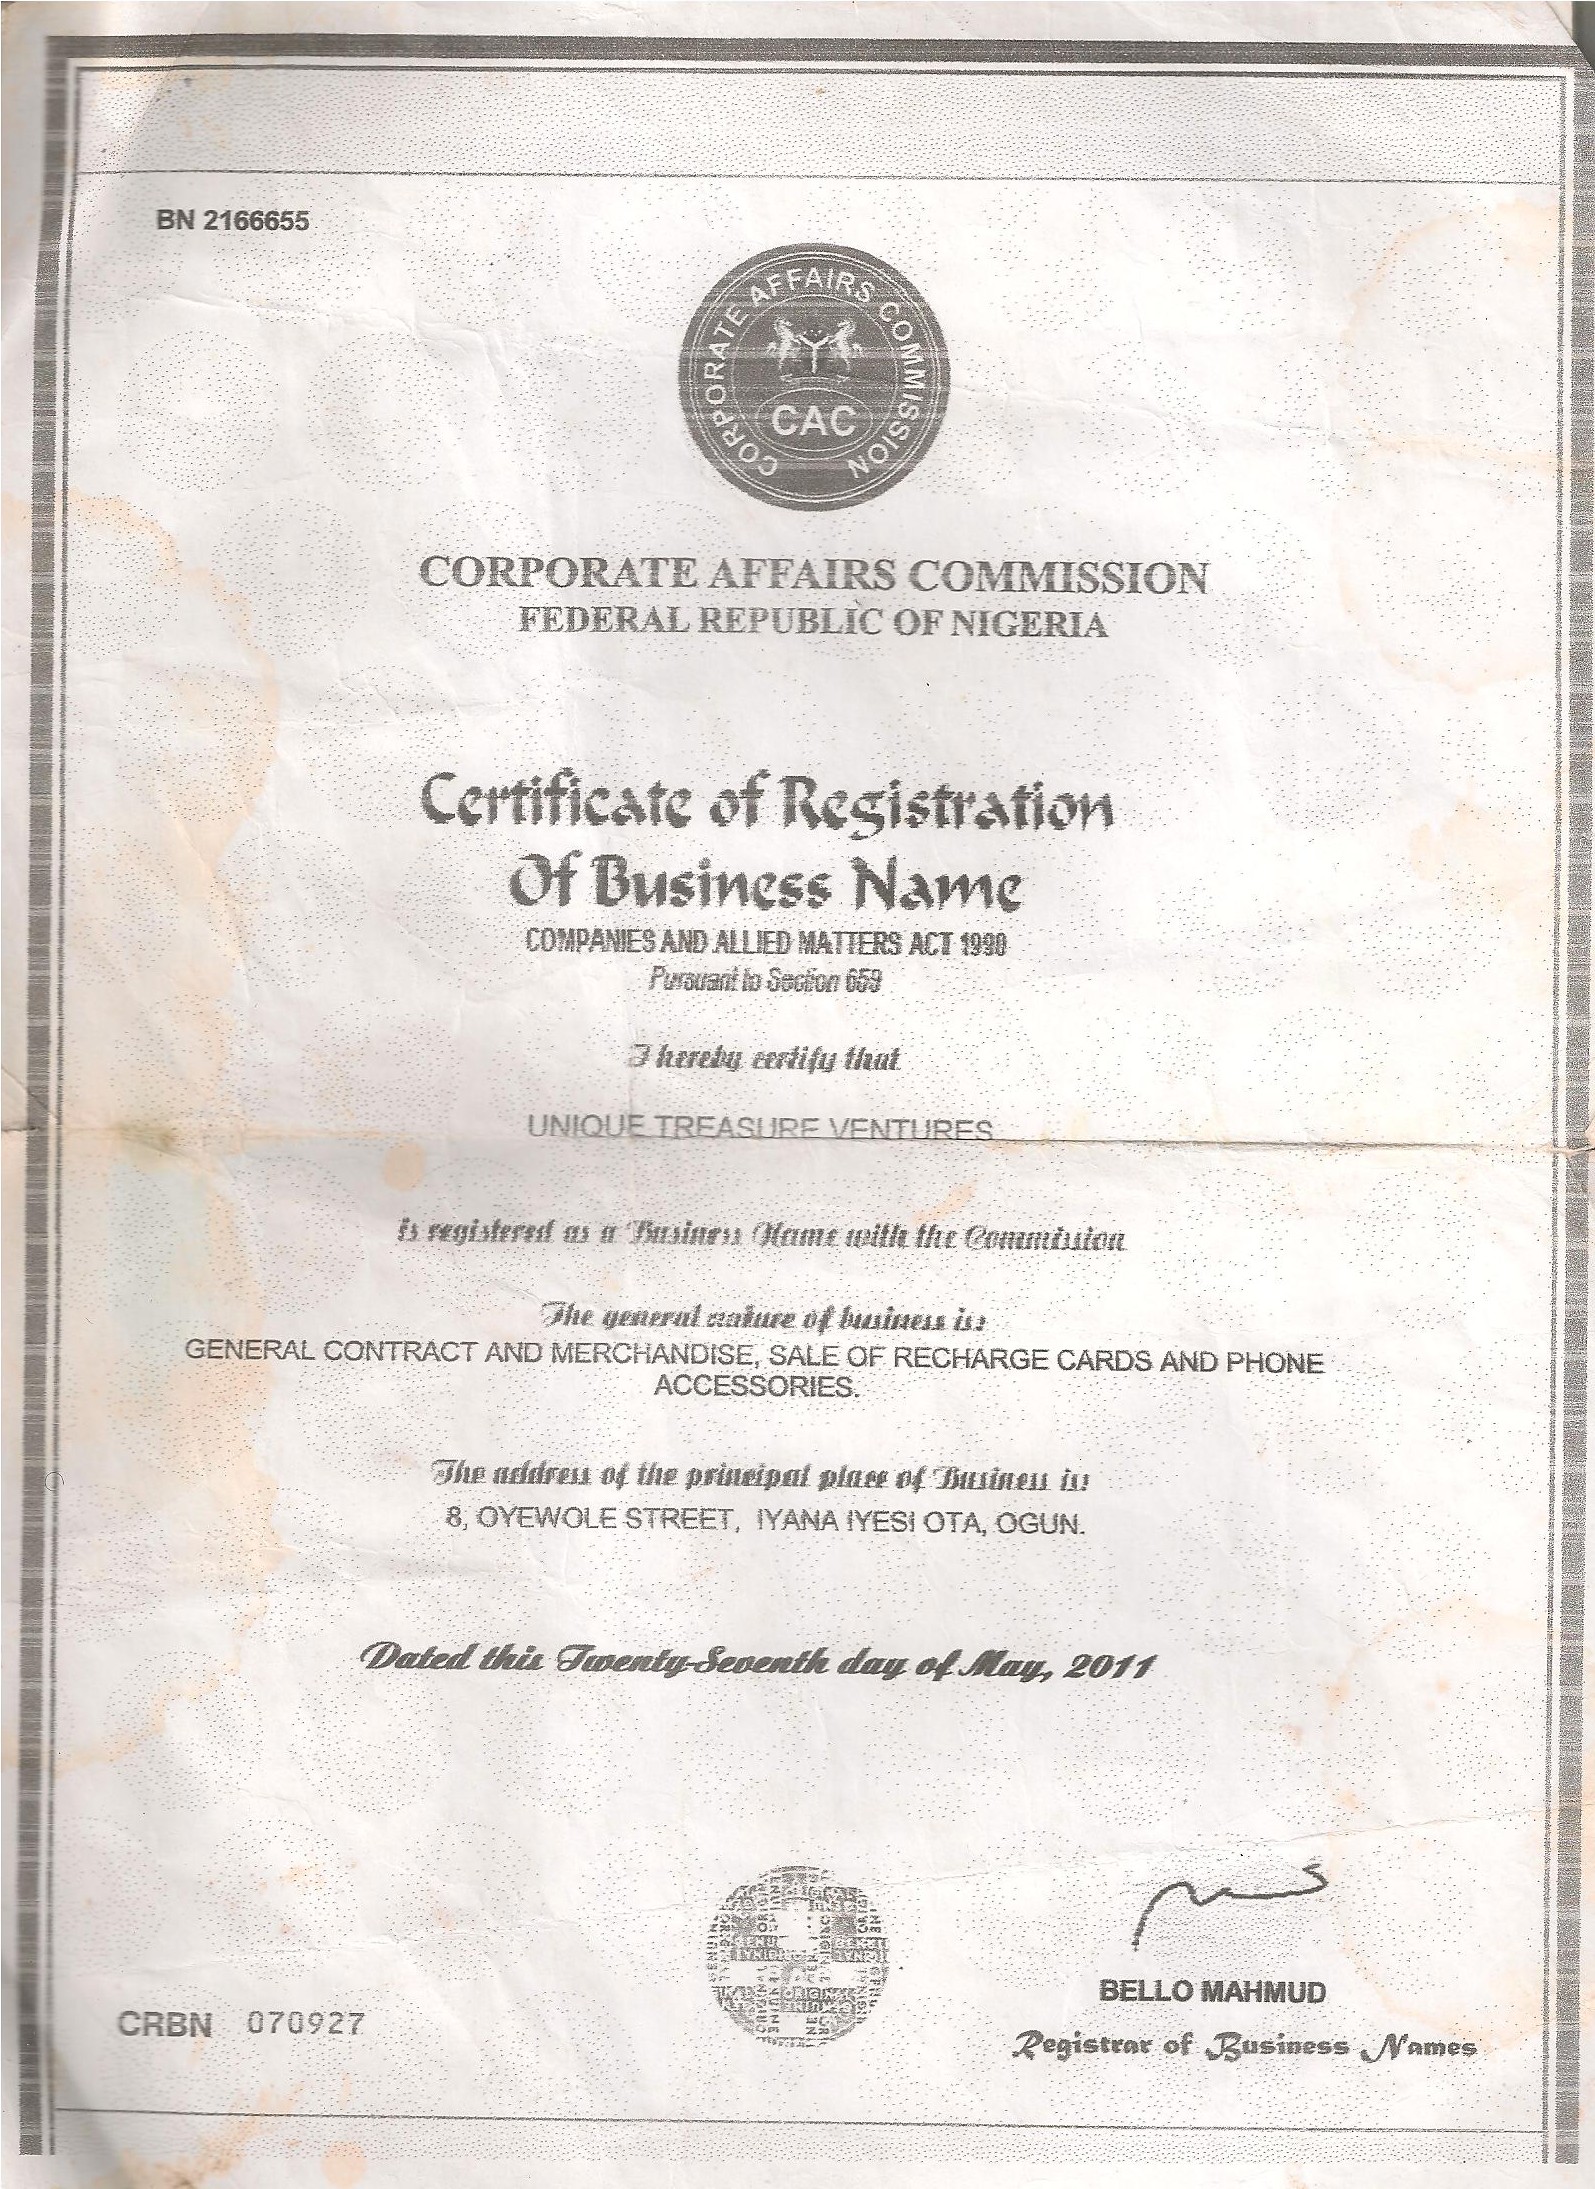 BN 2166655
CORPORATE AFFAIRS COMMISSION
CAC
CORPORATE AFFAIRS COMMISSION
FEDERAL REPUBLIC OF NIGERIA
Certificate of Registration
Of Business Name
COMPANIES AND ALLIED MATTERS ACT 1990
Pursuant to Section 659
I hereby certify that
UNIQUE TREASURE VENTURES
is registered as a Business Name with the Commission
The general nature of business is:
GENERAL CONTRACT AND MERCHANDISE, SALE OF RECHARGE CARDS AND PHONE
ACCESSORIES.
The address of the principal place of Business is:
8, OYEWOLE STREET, IYANA IYESI OTA, OGUN.
Dated this Twenty-Seventh day of May, 2011
BELLO MAHMUD
CRBN 070927
Registrar of Business Names